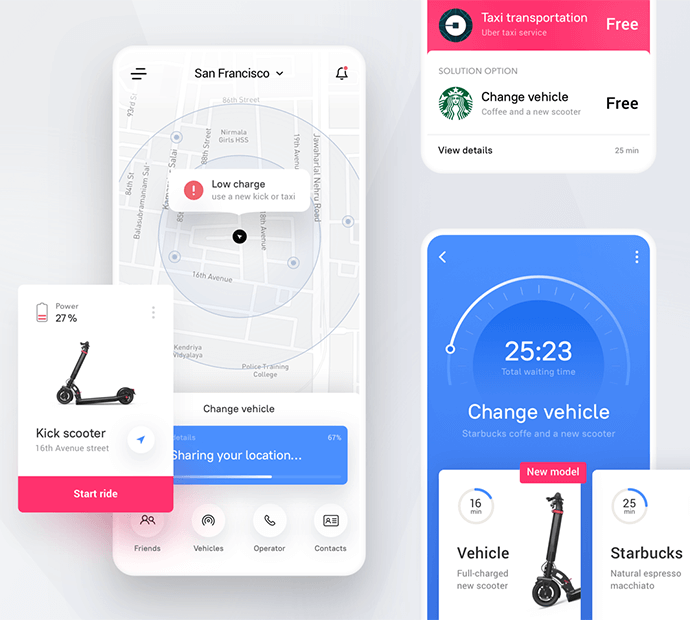 San Francisco
86th Street
93rd St
Nirmala
Girls HSS
88th Street
19th Avenue
Jawaharlal Nehru Road
84th St
Balasubramaniam Sal
Low charge
use a new kick or taxi
18th Avenue
16th Avenue
Kendriya
Vidyalaya
Police Training
College
Change vehicle
details
67%
Sharing your location...
Friends
Vehicles
Operator
Contacts
Power
27 %
Kick scooter
16th Avenue street
Start ride
Taxi transportation
Uber taxi service
Free
SOLUTION OPTION
Change vehicle
Coffee and a new scooter
Free
View details
25 min
25:23
Total waiting time
Change vehicle
Starbucks coffe and a new scooter
New model
16
min
Vehicle
Full-charged
new scooter
25
min
Starbucks
Natural espresso
macchiato